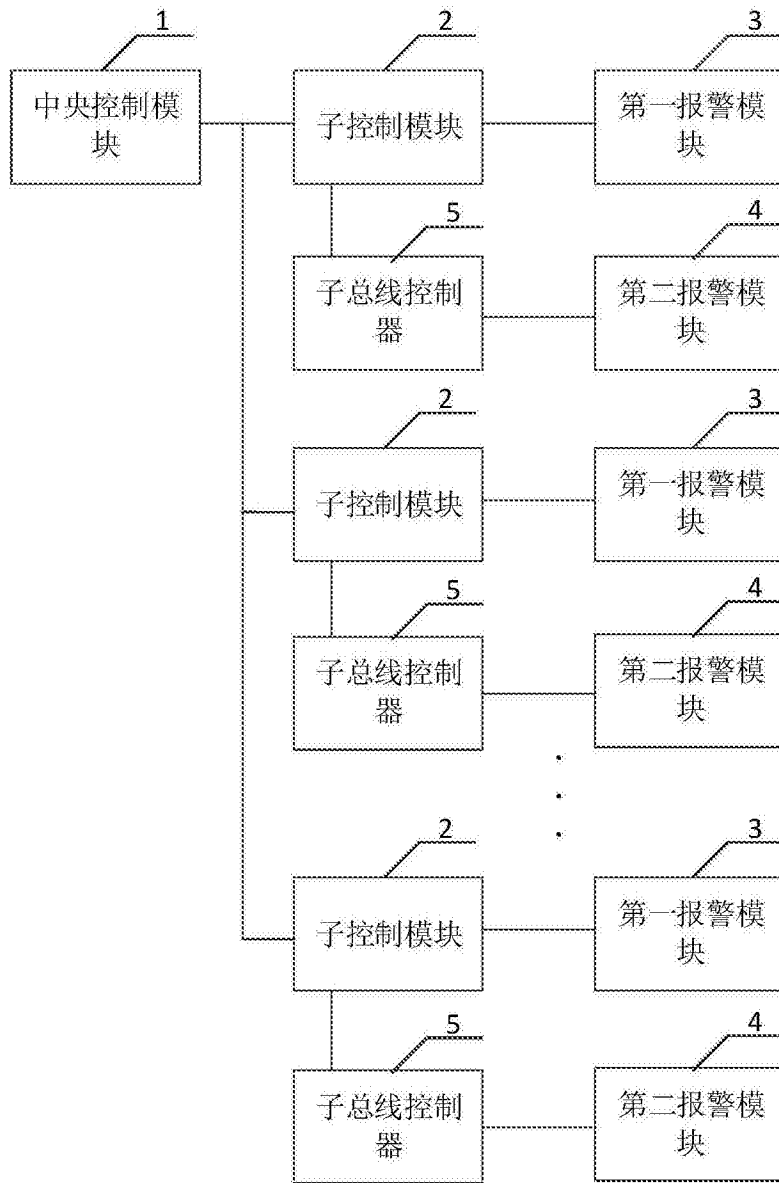 1
2
3
中央控制模
块
子控制模块
第一报警模
块
5
4
子总线控制
器
第二报警模
块
2
3
子控制模块
第一报警模
块
5
4
子总线控制
器
第二报警模
块
2
3
子控制模块
第一报警模
块
5
4
子总线控制
器
第二报警模
块